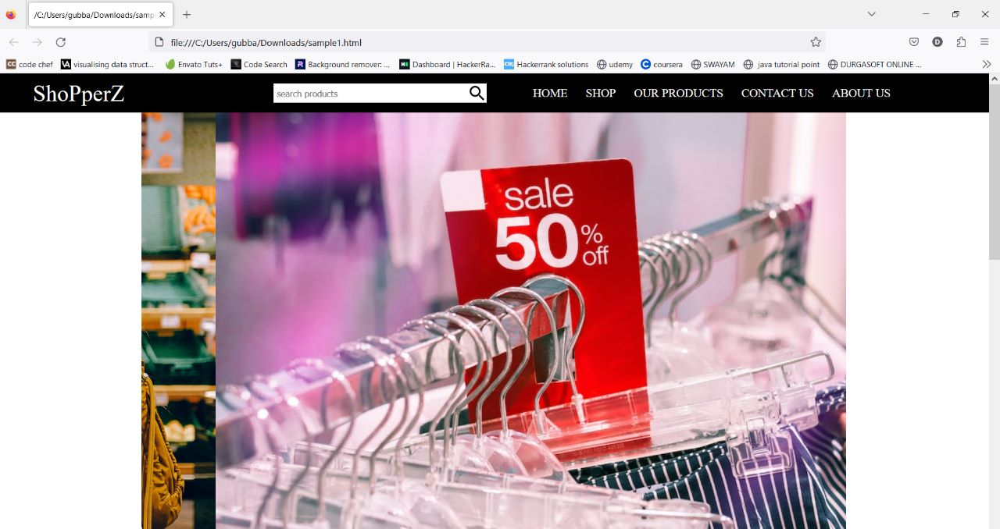 /C:/Users/gubba/Downloads/samp
file:///C:/Users/gubba/Downloads/sample1.html
CC code chef VA visualising data struct... Envato Tuts+ Code Search R Background remover: ... H Dashboard | HackerRa... Hackerrank solutions udemy C coursera SWAYAM java tutorial point DURGASOFT ONLINE ...
D
ShoPperZ
search products
HOME SHOP OUR PRODUCTS CONTACT US ABOUT US
sale
50%
off